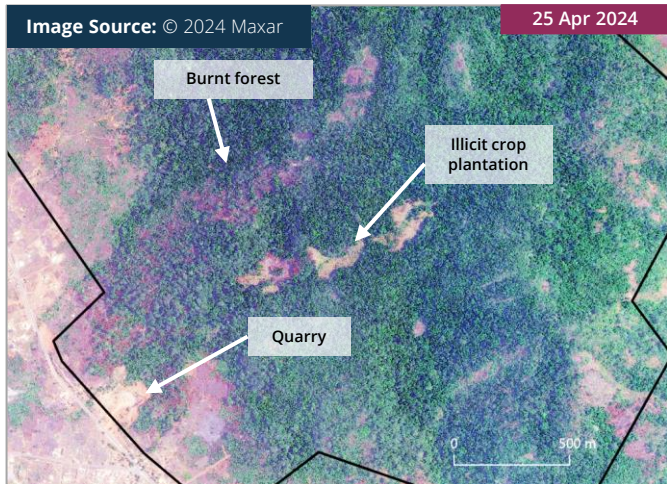 Image Source: © 2024 Maxar
25 Apr 2024
Burnt forest
Illicit crop
plantation
Quarry
0
500 m